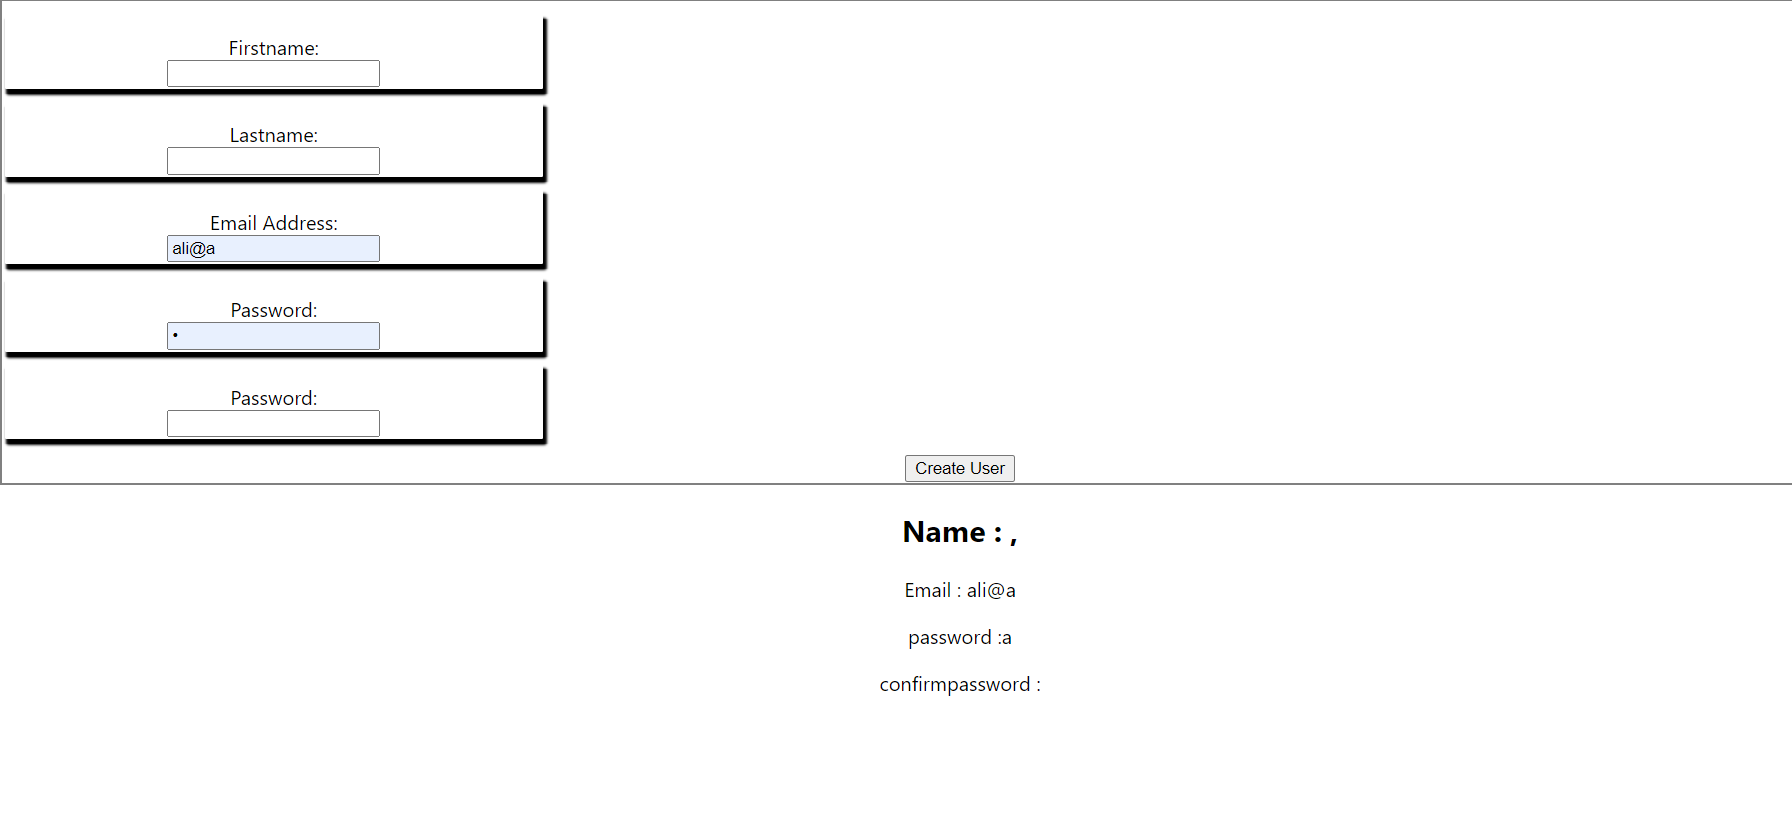 Firstname:
Lastname:
Email Address:
ali@a
Password:
•
Password:
Create User
Name : ,
Email : ali@a
password :a
confirmpassword :